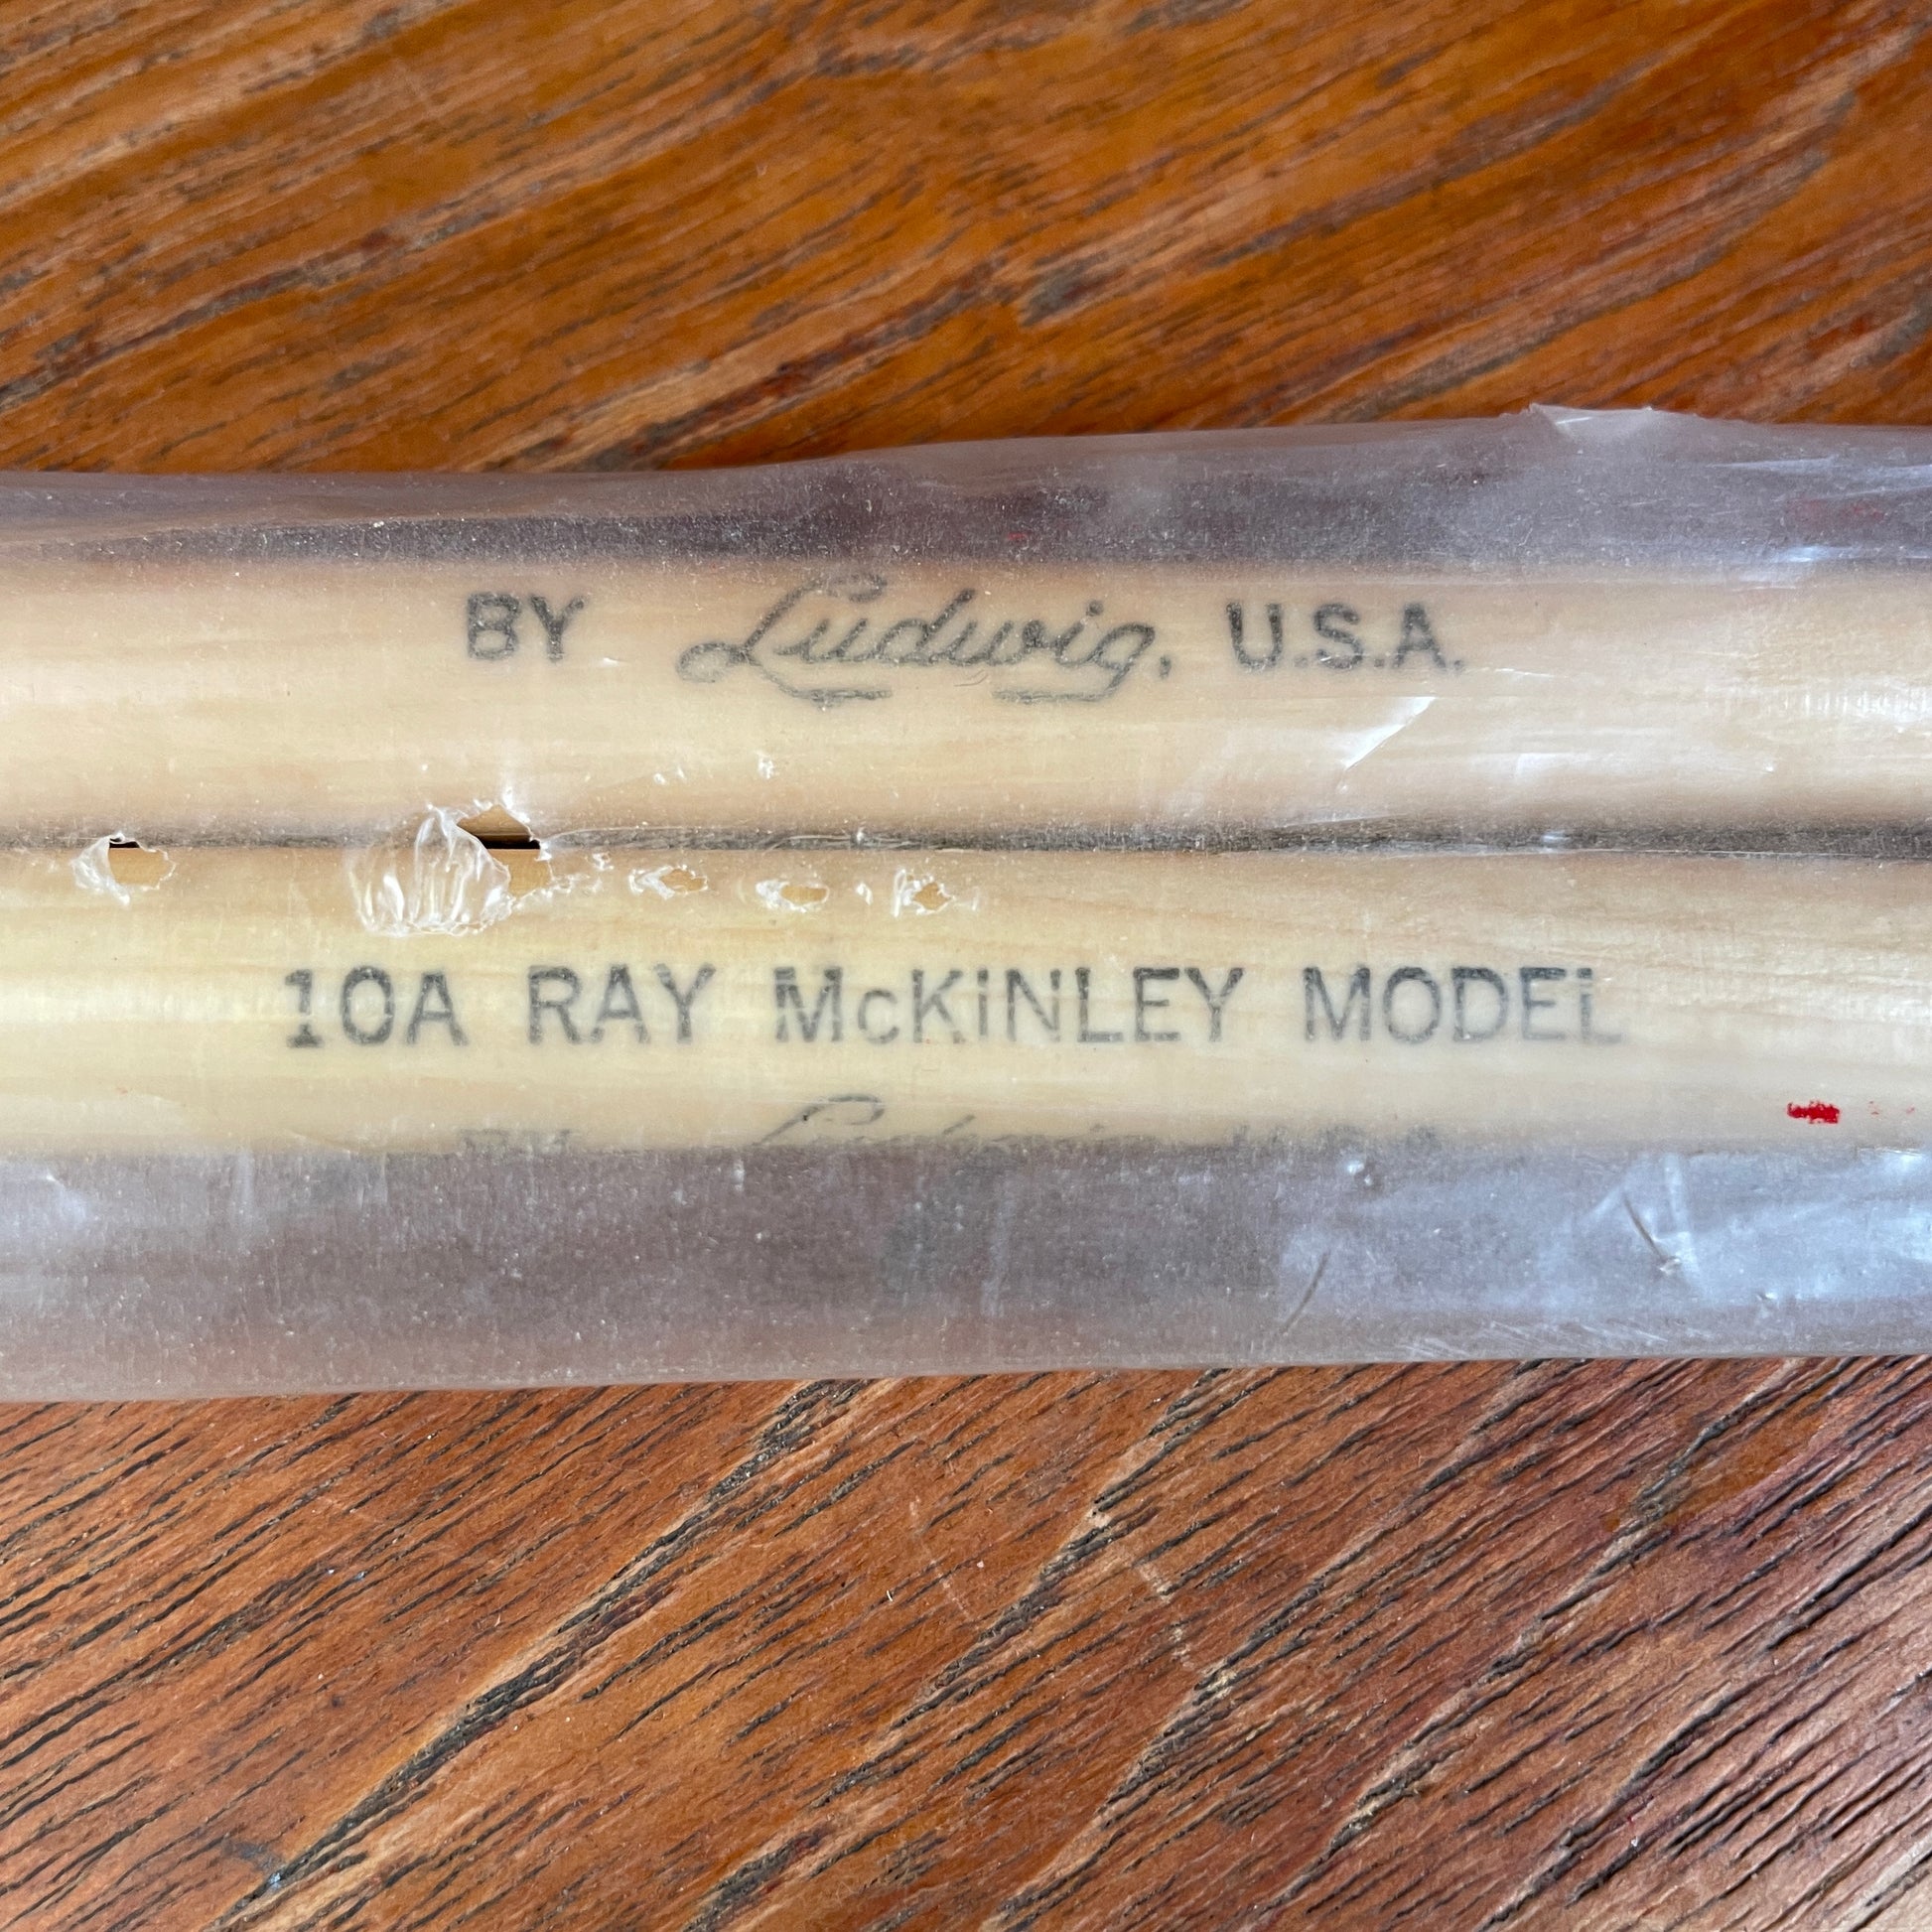 BY Ludwig, U.S.A.
10A RAY McKINLEY MODEL